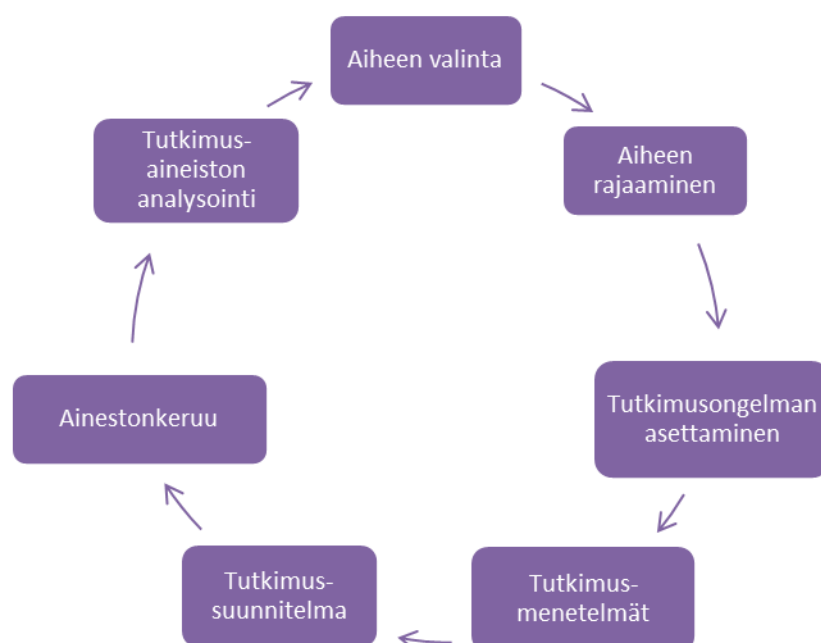 Aiheen valinta
Aiheen
rajaaminen
Tutkimusongelman
asettaminen
Tutkimus-
menetelmät
Tutkimus-
suunnitelma
Ainestonkeruu
Tutkimus-
aineiston
analysointi